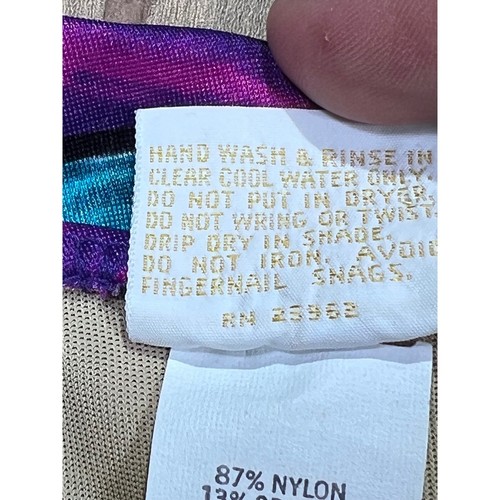 HAND WASH & RINSE IN
CLEAR COOL WATER ONLY.
DO NOT PUT IN DRYER.
DO NOT WRING OR TWIST.
DRIP DRY IN SHADE.
DO NOT IRON. AVOID
FINGERNAIL SNAGS.
RN
87% NYLON
13%